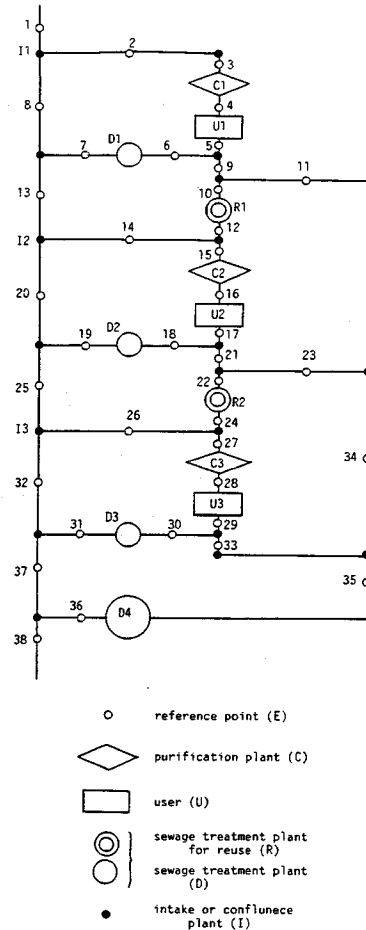 1
I1
2
3
C1
4
8
U1
D1
5
7
6
9
11
13
10
R1
12
14
I2
15
C2
16
20
U2
D2
17
19
18
21
23
25
22
R2
24
26
I3
27
C3
34
28
32
U3
D3
29
31
30
33
37
35
36
D4
38
reference point (E)
purification plant (C)
user (U)
sewage treatment plant
for reuse (R)
sewage treatment plant
(D)
intake or conflunece
plant (I)